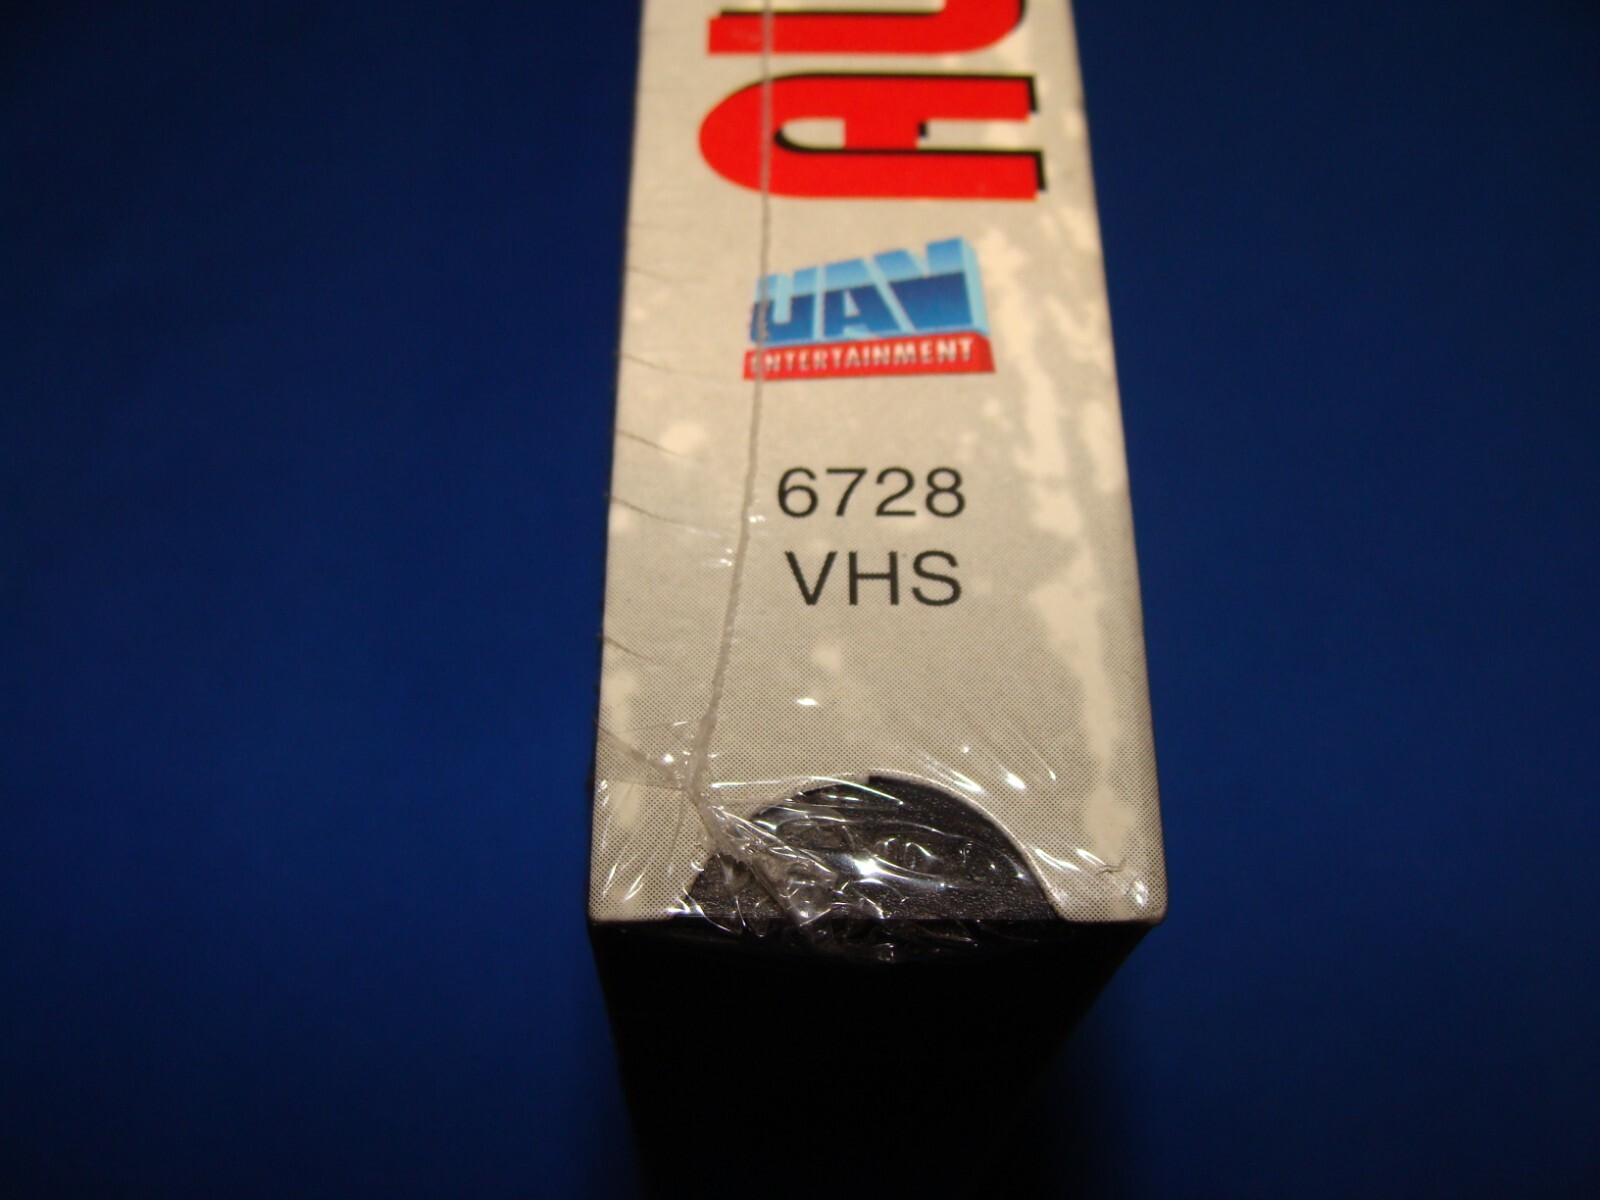 UAV
ENTERTAINMENT
6728
VHS